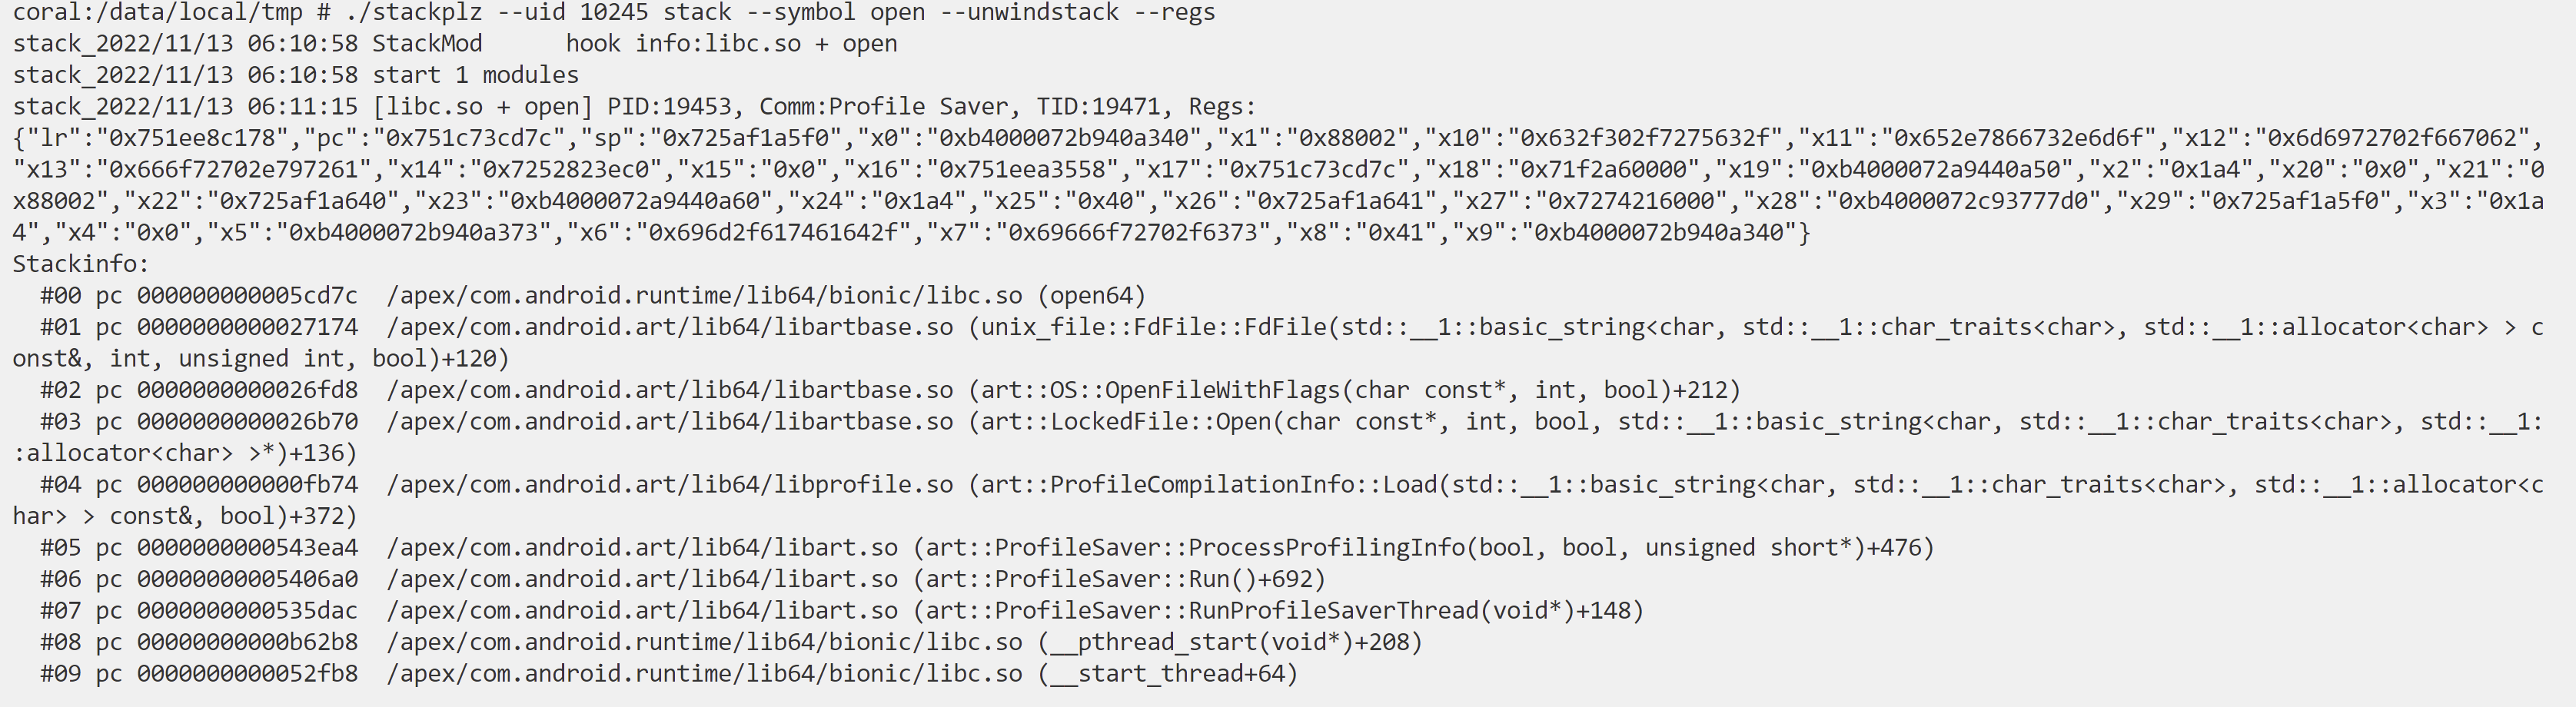 coral:/data/local/tmp # ./stackplz --uid 10245 stack --symbol open --unwindstack --regs
stack_2022/11/13 06:10:58 StackMod      hook info:libc.so + open
stack_2022/11/13 06:10:58 start 1 modules
stack_2022/11/13 06:11:15 [libc.so + open] PID:19453, Comm:Profile Saver, TID:19471, Regs:
{"lr":"0x751ee8c178","pc":"0x751c73cd7c","sp":"0x725af1a5f0","x0":"0xb4000072b940a340","x1":"0x88002","x10":"0x632f302f7275632f","x11":"0x652e7866732e6d6f","x12":"0x6d6972702f667062",
"x13":"0x666f72702e797261","x14":"0x7252823ec0","x15":"0x0","x16":"0x751eea3558","x17":"0x751c73cd7c","x18":"0x71f2a60000","x19":"0xb4000072a9440a50","x2":"0x1a4","x20":"0x0","x21":"0
x88002","x22":"0x725af1a640","x23":"0xb4000072a9440a60","x24":"0x1a4","x25":"0x40","x26":"0x725af1a641","x27":"0x7274216000","x28":"0xb4000072c93777d0","x29":"0x725af1a5f0","x3":"0x1a
4","x4":"0x0","x5":"0xb4000072b940a373","x6":"0x696d2f617461642f","x7":"0x69666f72702f6373","x8":"0x41","x9":"0xb4000072b940a340"}
Stackinfo:
  #00 pc 000000000005cd7c  /apex/com.android.runtime/lib64/bionic/libc.so (open64)
  #01 pc 0000000000027174  /apex/com.android.art/lib64/libartbase.so (unix_file::FdFile::FdFile(std::__1::basic_string<char, std::__1::char_traits<char>, std::__1::allocator<char> > c
onst&, int, unsigned int, bool)+120)
  #02 pc 0000000000026fd8  /apex/com.android.art/lib64/libartbase.so (art::OS::OpenFileWithFlags(char const*, int, bool)+212)
  #03 pc 0000000000026b70  /apex/com.android.art/lib64/libartbase.so (art::LockedFile::Open(char const*, int, bool, std::__1::basic_string<char, std::__1::char_traits<char>, std::__1:
:allocator<char> >*)+136)
  #04 pc 000000000000fb74  /apex/com.android.art/lib64/libprofile.so (art::ProfileCompilationInfo::Load(std::__1::basic_string<char, std::__1::char_traits<char>, std::__1::allocator<c
har> > const&, bool)+372)
  #05 pc 0000000000543ea4  /apex/com.android.art/lib64/libart.so (art::ProfileSaver::ProcessProfilingInfo(bool, bool, unsigned short*)+476)
  #06 pc 00000000005406a0  /apex/com.android.art/lib64/libart.so (art::ProfileSaver::Run()+692)
  #07 pc 0000000000535dac  /apex/com.android.art/lib64/libart.so (art::ProfileSaver::RunProfileSaverThread(void*)+148)
  #08 pc 00000000000b62b8  /apex/com.android.runtime/lib64/bionic/libc.so (__pthread_start(void*)+208)
  #09 pc 0000000000052fb8  /apex/com.android.runtime/lib64/bionic/libc.so (__start_thread+64)